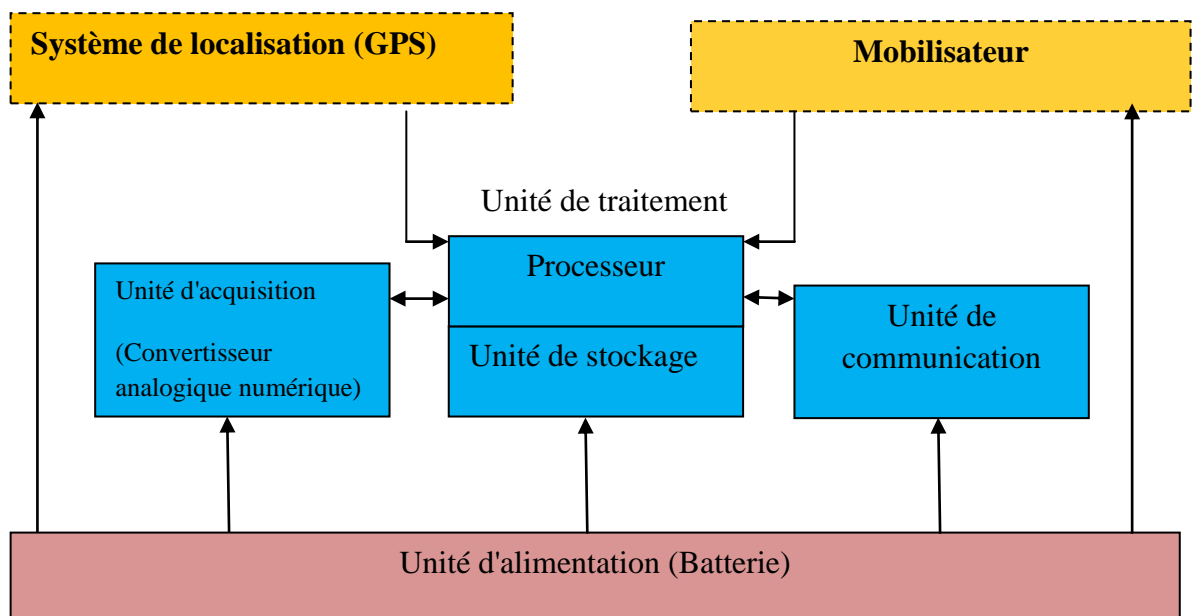 Système de localisation (GPS)
Mobilisateur
Unité de traitement
Processeur
Unité d'acquisition
(Convertisseur
analogique numérique)
Unité de stockage
Unité de
communication
Unité d'alimentation (Batterie)